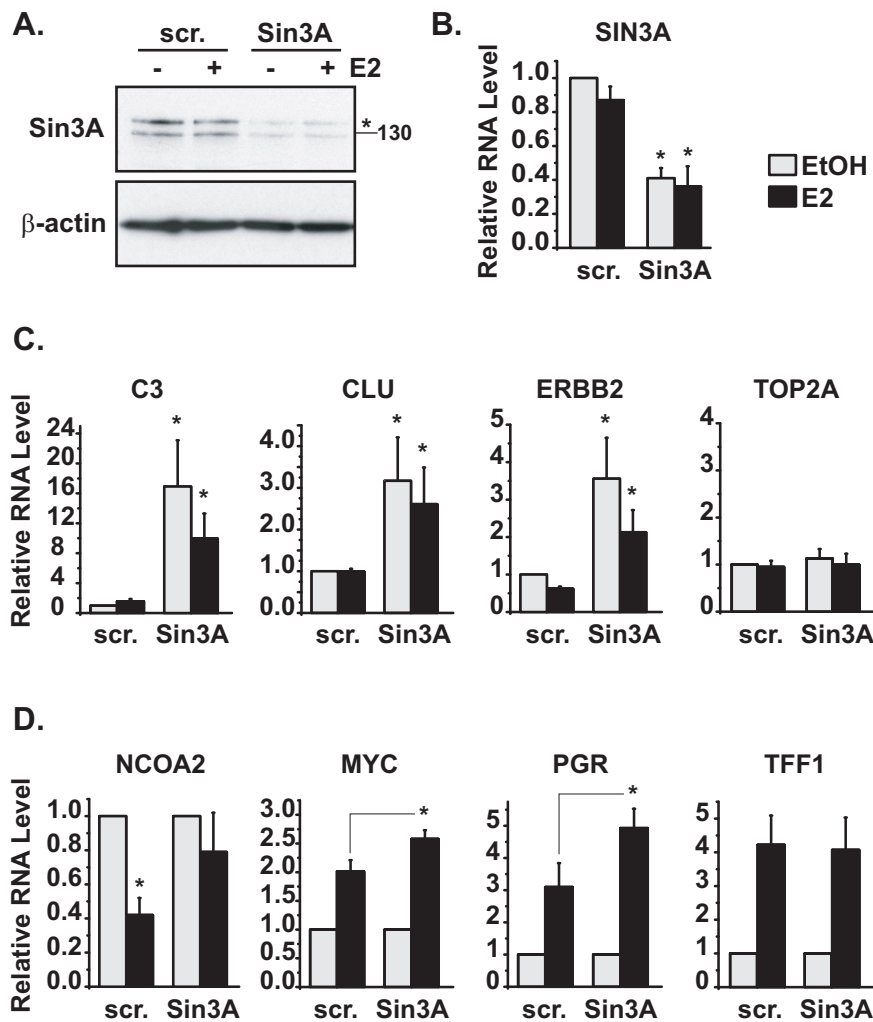 A.
scr. Sin3A
- + - + E2
Sin3A
*
130
β-actin
B.
SIN3A
Relative RNA Level
1.0
0.8
0.6
0.4
0.2
0.0
* *
scr. Sin3A
EtOH
E2
C.
C3
Relative RNA Level
24
20
16
12
8
4
0
*
*
scr. Sin3A
CLU
4.0
3.0
2.0
1.0
0.0
*
*
scr. Sin3A
ERBB2
5
4
3
2
1
0
*
*
scr. Sin3A
TOP2A
4
3
2
1
0
scr. Sin3A
D.
NCOA2
Relative RNA Level
1.0
0.8
0.6
0.4
0.2
0.0
*
scr. Sin3A
MYC
3.0
2.5
2.0
1.5
1.0
0.5
0.0
*
scr. Sin3A
PGR
5
4
3
2
1
0
*
scr. Sin3A
TFF1
5
4
3
2
1
0
scr. Sin3A